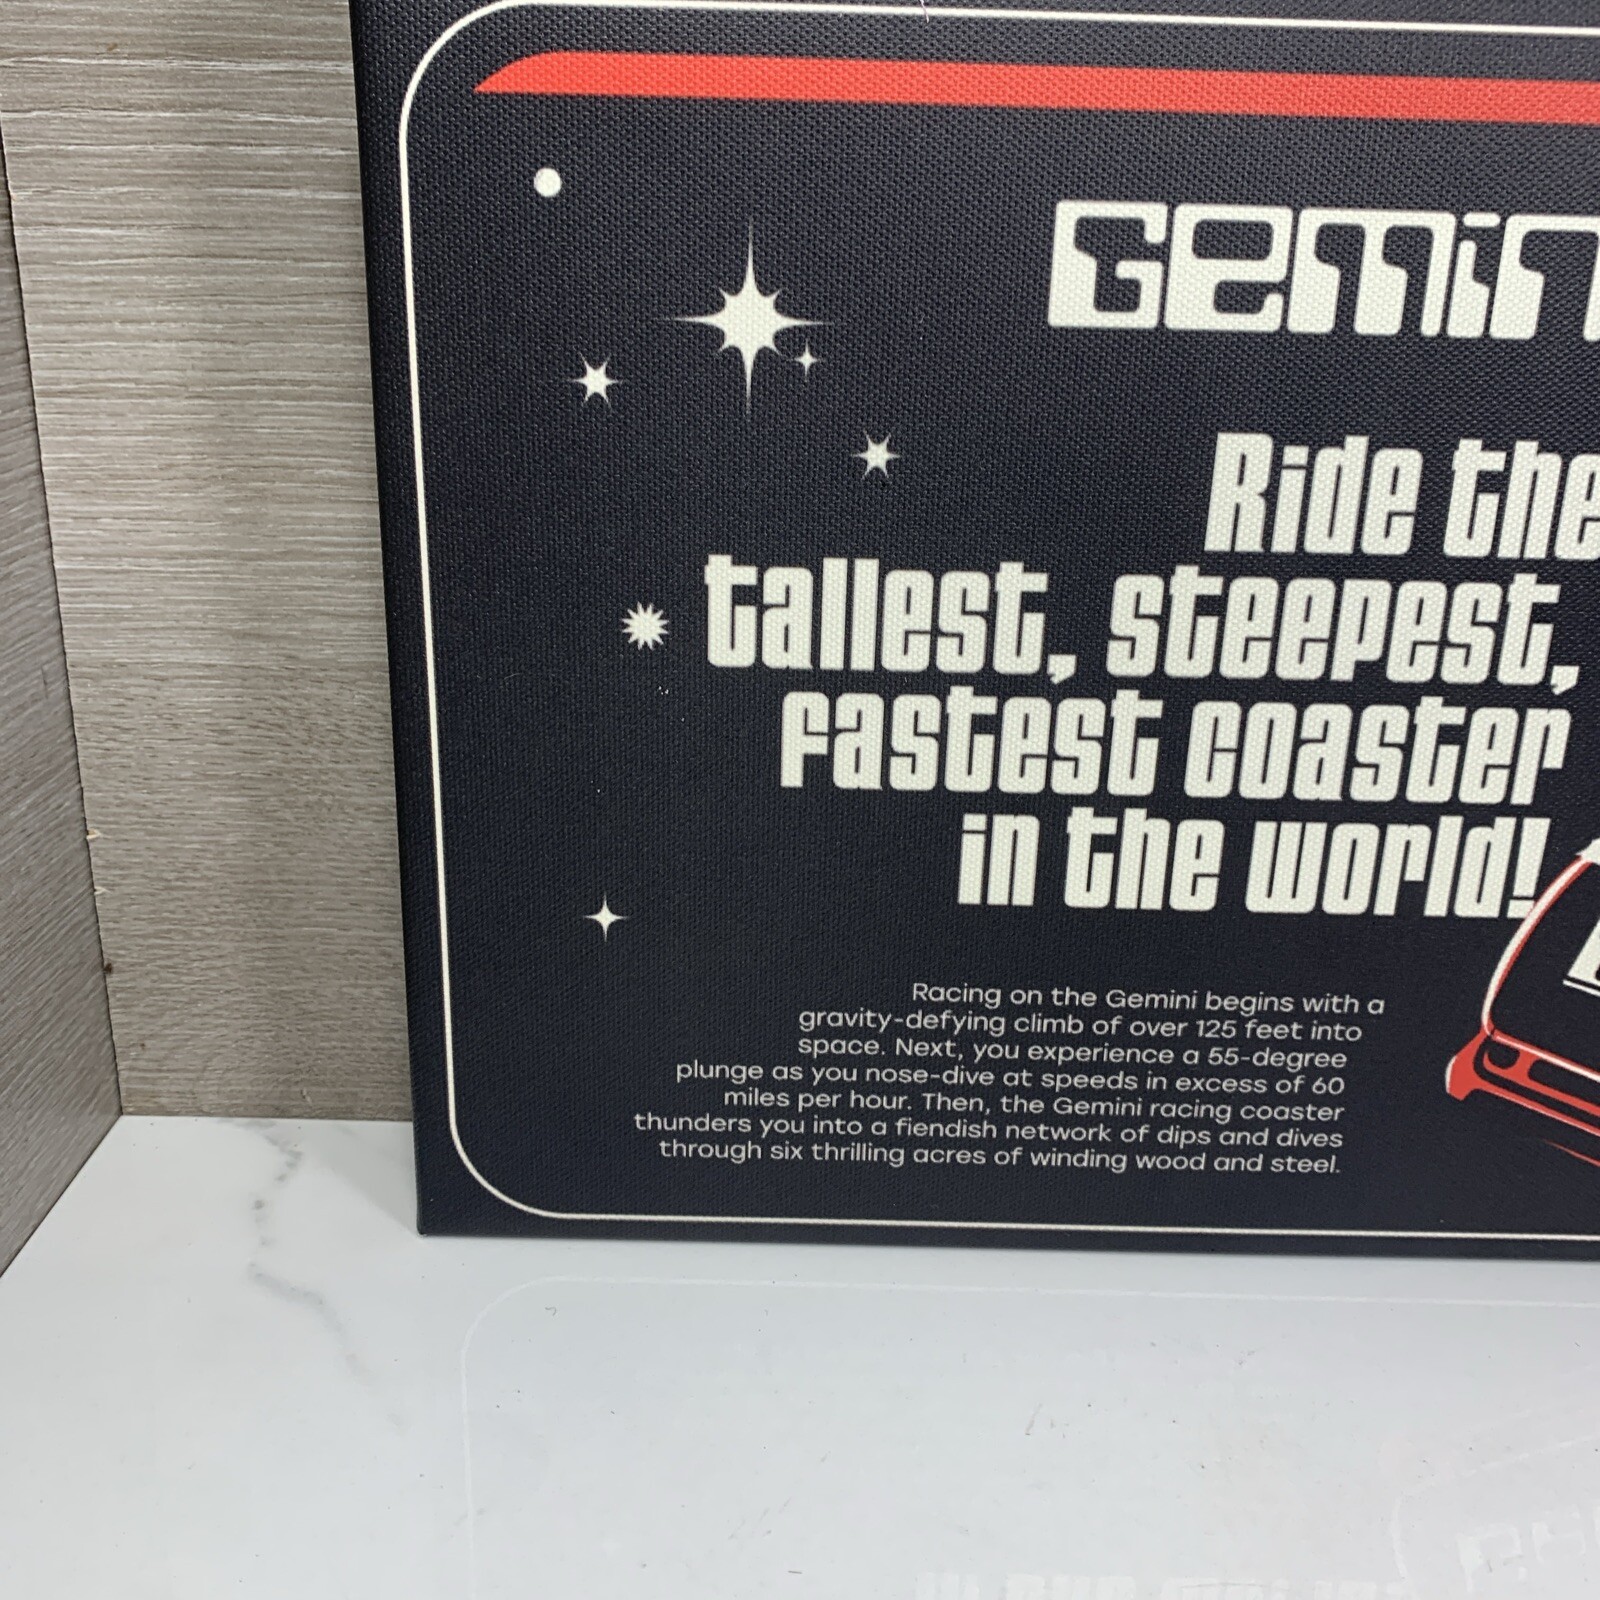 Gemin
Ride the
tallest, steepest,
fastest coaster
in the world!
Racing on the Gemini begins with a
gravity-defying climb of over 125 feet into
space. Next, you experience a 55-degree
plunge as you nose-dive at speeds in excess of 60
miles per hour. Then, the Gemini racing coaster
thunders you into a fiendish network of dips and dives
through six thrilling acres of winding wood and steel.